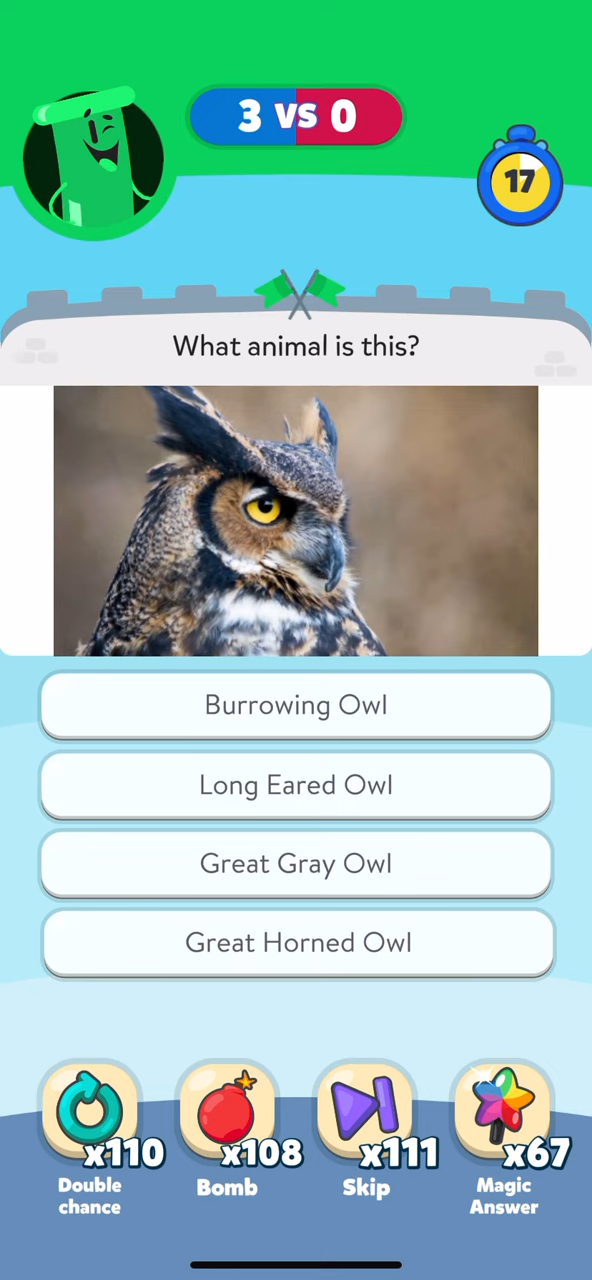 3 VS 0
17
What animal is this?
Burrowing Owl
Long Eared Owl
Great Gray Owl
Great Horned Owl
x110
x108
x111
x67
Double
chance
Bomb
Skip
Magic
Answer